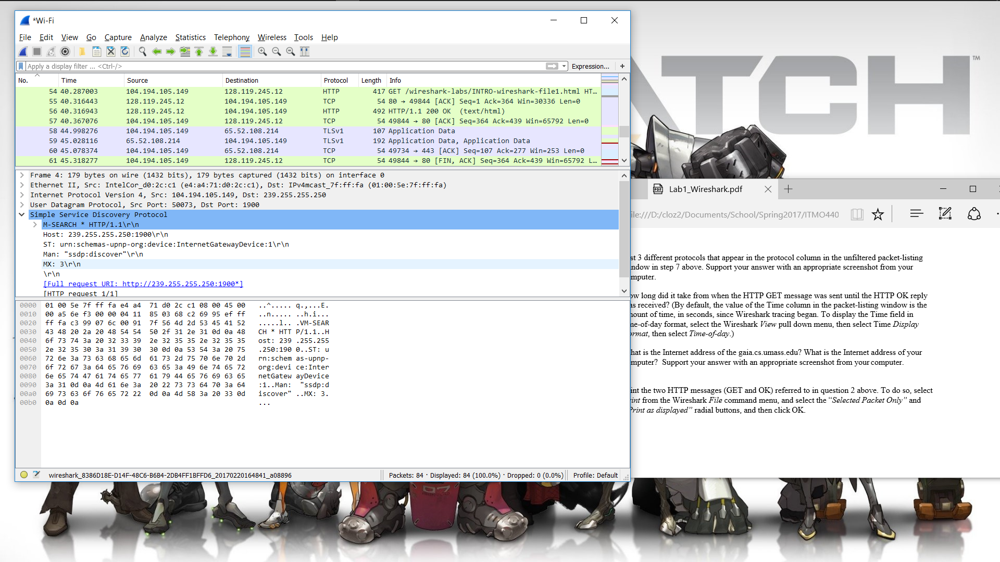 *Wi-Fi
File Edit View Go Capture Analyze Statistics Telephony Wireless Tools Help
Apply a display filter ... <Ctrl-/> Expression... +
No. Time Source Destination Protocol Length Info
54 40.287003 104.194.105.149 128.119.245.12 HTTP 417 GET /wireshark-labs/INTRO-wireshark-file1.html HT…
55 40.316443 128.119.245.12 104.194.105.149 TCP 54 80 → 49844 [ACK] Seq=1 Ack=364 Win=30336 Len=0
56 40.316943 128.119.245.12 104.194.105.149 HTTP 492 HTTP/1.1 200 OK  (text/html)
57 40.367076 104.194.105.149 128.119.245.12 TCP 54 49844 → 80 [ACK] Seq=364 Ack=439 Win=65792 Len=0
58 44.998276 104.194.105.149 65.52.108.214 TLSv1 107 Application Data
59 45.028116 65.52.108.214 104.194.105.149 TLSv1 192 Application Data, Application Data
60 45.078374 104.194.105.149 65.52.108.214 TCP 54 49734 → 443 [ACK] Seq=107 Ack=277 Win=253 Len=0
61 45.318277 104.194.105.149 128.119.245.12 TCP 54 49844 → 80 [FIN, ACK] Seq=364 Ack=439 Win=65792 L…
Frame 4: 179 bytes on wire (1432 bits), 179 bytes captured (1432 bits) on interface 0
Ethernet II, Src: IntelCor_d0:2c:c1 (e4:a4:71:d0:2c:c1), Dst: IPv4mcast_7f:ff:fa (01:00:5e:7f:ff:fa)
Internet Protocol Version 4, Src: 104.194.105.149, Dst: 239.255.255.250
User Datagram Protocol, Src Port: 50073, Dst Port: 1900
Simple Service Discovery Protocol
M-SEARCH * HTTP/1.1\r\n
Host: 239.255.255.250:1900\r\n
ST: urn:schemas-upnp-org:device:InternetGatewayDevice:1\r\n
Man: "ssdp:discover"\r\n
MX: 3\r\n
\r\n
[Full request URI: http://239.255.255.250:1900*]
[HTTP request 1/1]
0000 01 00 5e 7f ff fa e4 a4 71 d0 2c c1 08 00 45 00 ..^..... q.,...E.
0010 00 a5 6e f3 00 00 04 11 85 03 68 c2 69 95 ef ff ..n..... ..h.i...
0020 ff fa c3 99 07 6c 00 91 7f 56 4d 2d 53 45 41 52 .....l.. .VM-SEAR
0030 43 48 20 2a 20 48 54 54 50 2f 31 2e 31 0d 0a 48 CH * HTT P/1.1..H
0040 6f 73 74 3a 20 32 33 39 2e 32 35 35 2e 32 35 35 ost: 239 .255.255
0050 2e 32 35 30 3a 31 39 30 30 0d 0a 53 54 3a 20 75 .250:190 0..ST: u
0060 72 6e 3a 73 63 68 65 6d 61 73 2d 75 70 6e 70 2d rn:schem as-upnp-
0070 6f 72 67 3a 64 65 76 69 63 65 3a 49 6e 74 65 72 org:devi ce:Inter
0080 6e 65 74 47 61 74 65 77 61 79 44 65 76 69 63 65 netGatew ayDevice
0090 3a 31 0d 0a 4d 61 6e 3a 20 22 73 73 64 70 3a 64 :1..Man:  "ssdp:d
00a0 69 73 63 6f 76 65 72 22 0d 0a 4d 58 3a 20 33 0d iscover" ..MX: 3.
00b0 0a 0d 0a ...
wireshark_8386D18E-D14F-48C6-B6B4-2DB4FF1BFFD6_20170220164841_a08896 Packets: 84 · Displayed: 84 (100.0%) · Dropped: 0 (0.0%) Profile: Default
ATCH™
PDF Lab1_Wireshark.pdf
ile:///D:/cloz2/Documents/School/Spring2017/ITMO440
st 3 different protocols that appear in the protocol column in the unfiltered packet-listing
ndow in step 7 above. Support your answer with an appropriate screenshot from your
mputer.
ow long did it take from when the HTTP GET message was sent until the HTTP OK reply
as received? (By default, the value of the Time column in the packet-listing window is the
nount of time, in seconds, since Wireshark tracing began. To display the Time field in
ne-of-day format, select the Wireshark View pull down menu, then select Time Display
ormat, then select Time-of-day.)
hat is the Internet address of the gaia.cs.umass.edu? What is the Internet address of your
mputer?  Support your answer with an appropriate screenshot from your computer.
int the two HTTP messages (GET and OK) referred to in question 2 above. To do so, select
rint from the Wireshark File command menu, and select the “Selected Packet Only” and
Print as displayed” radial buttons, and then click OK.
07